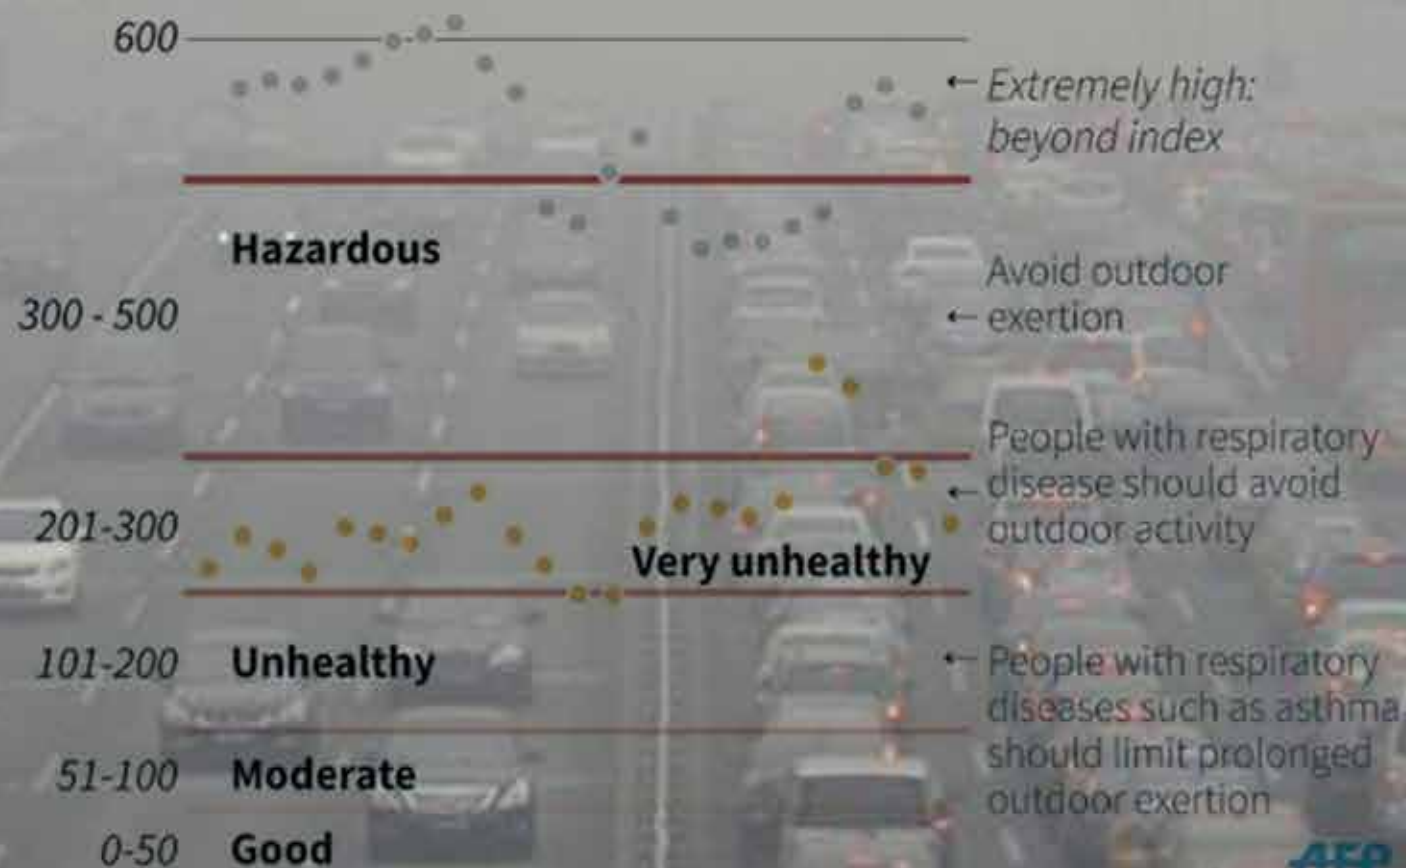 600
Extremely high:
beyond index
Hazardous
300 - 500
Avoid outdoor
exertion
People with respiratory
disease should avoid
outdoor activity
201-300
Very unhealthy
101-200
Unhealthy
People with respiratory
diseases such as asthma
should limit prolonged
outdoor exertion
51-100
Moderate
0-50
Good
AFP